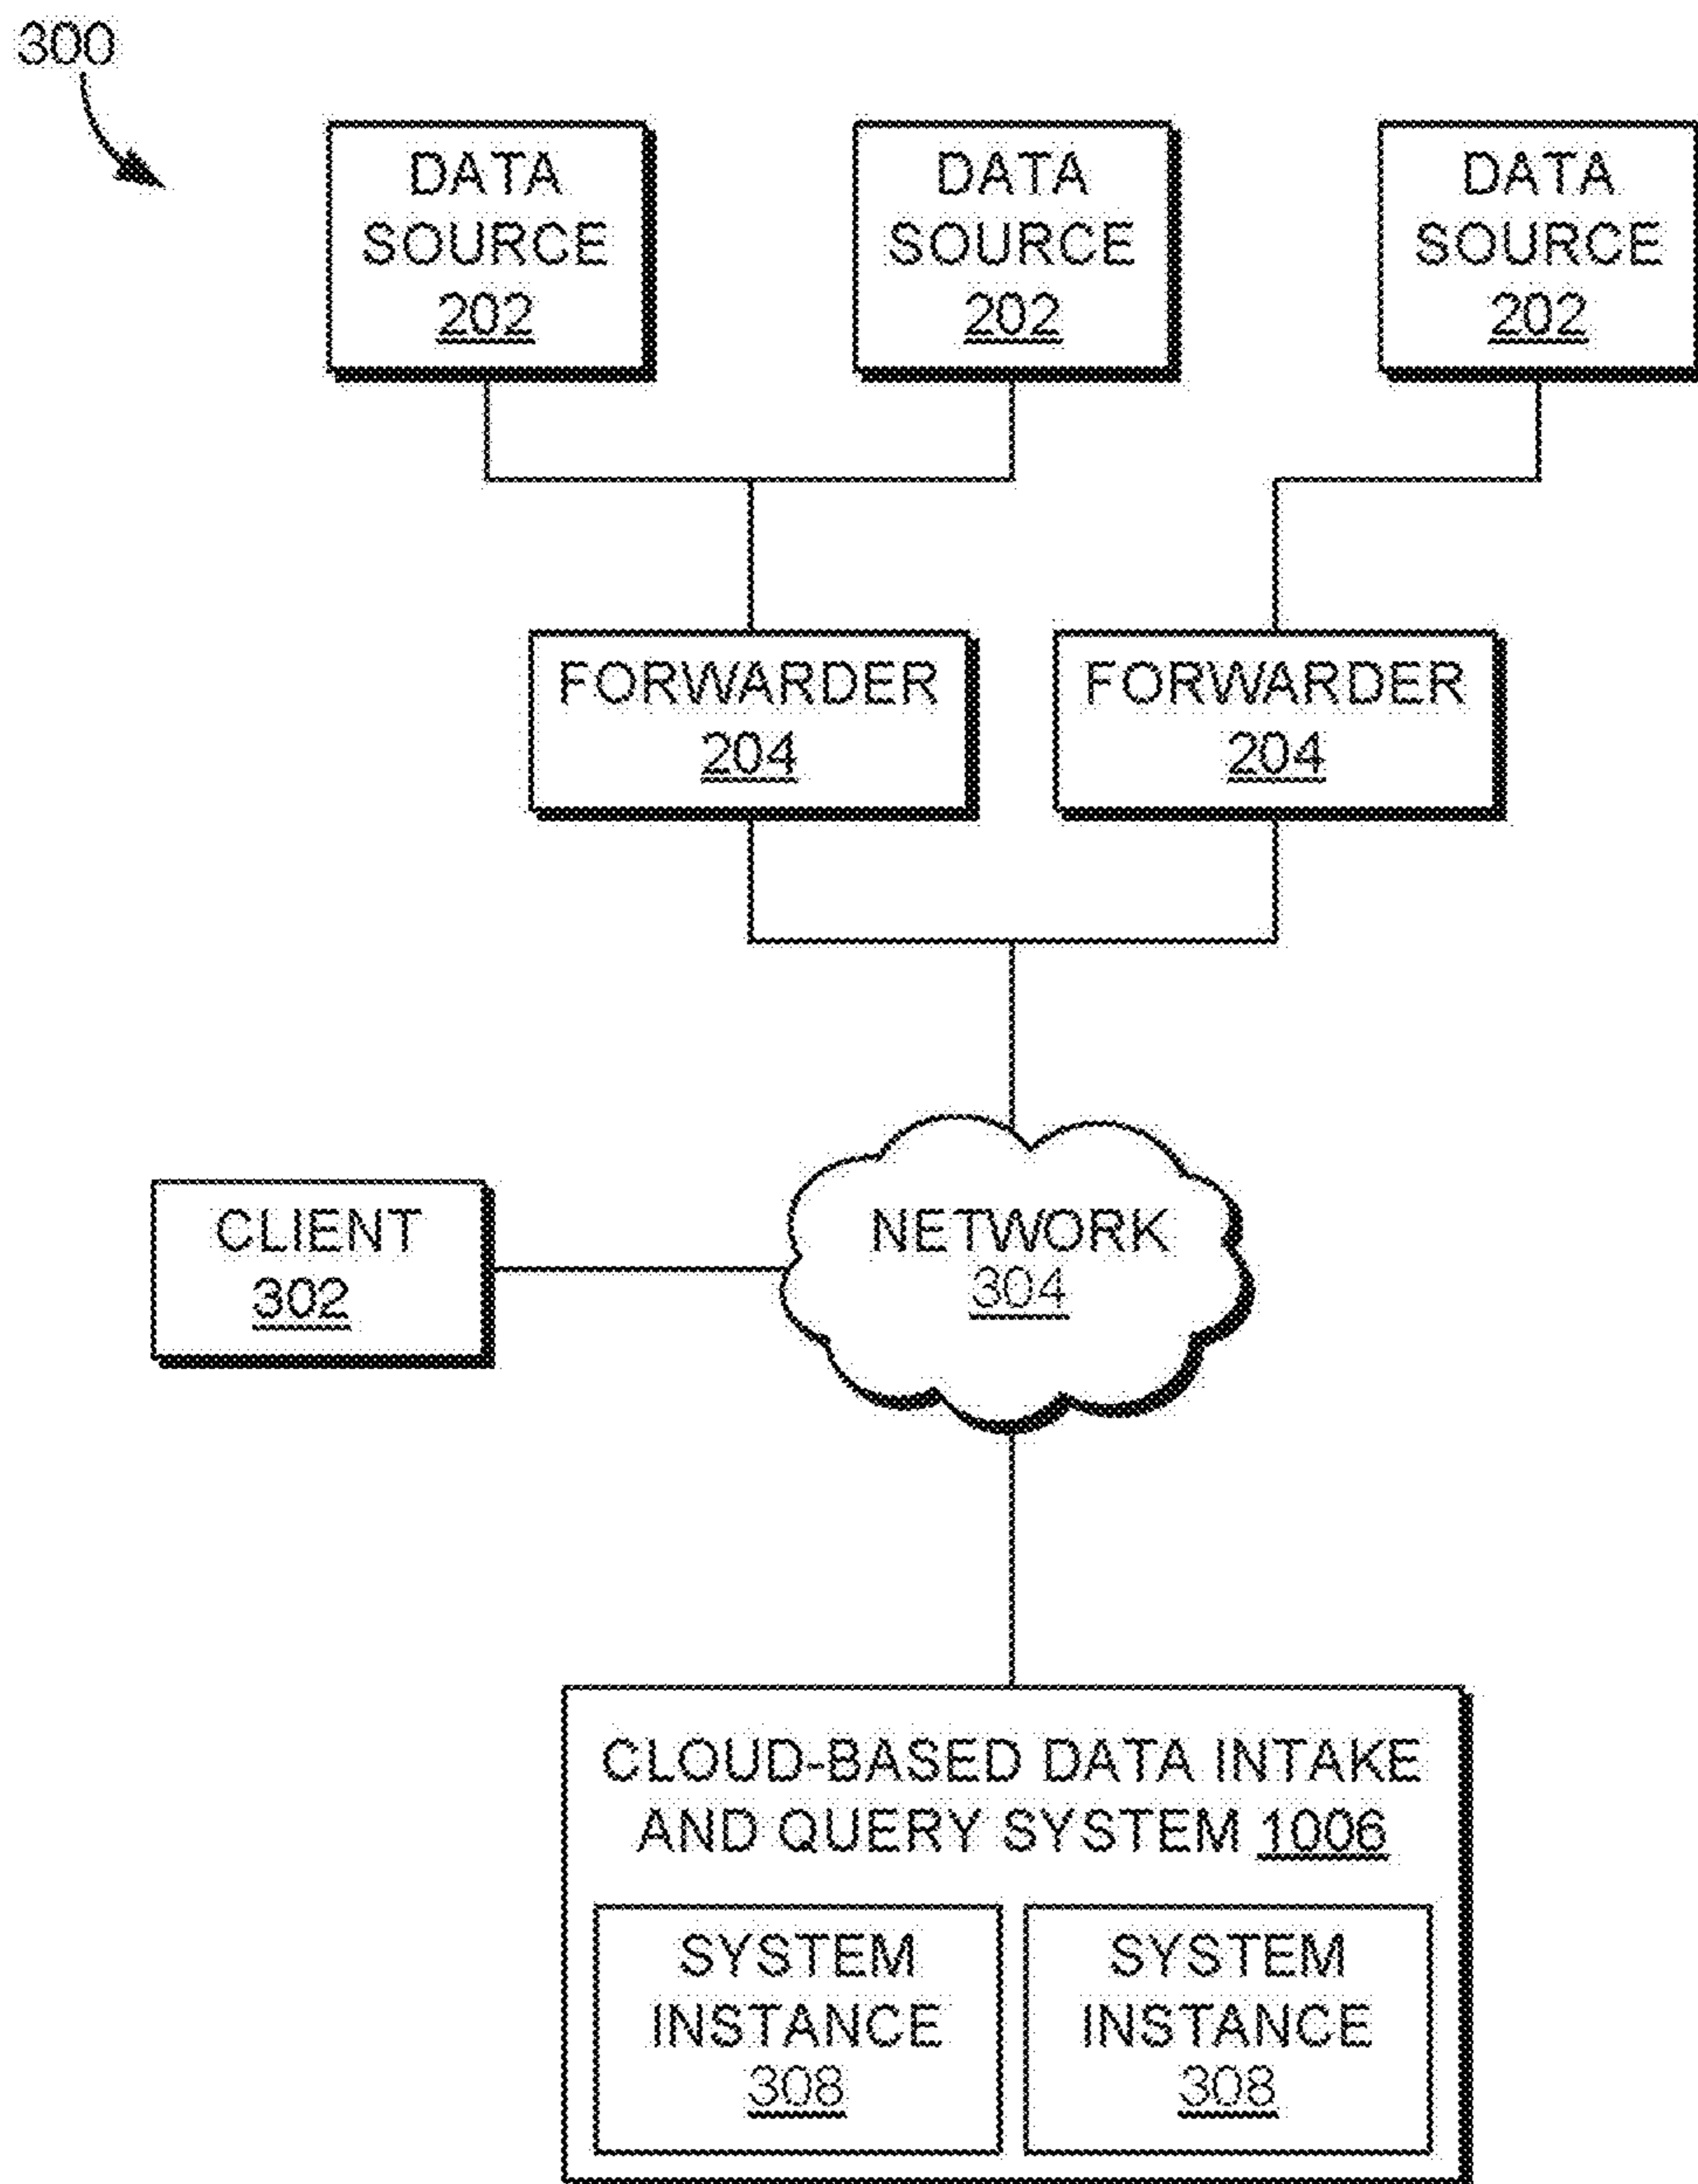 300
DATA
SOURCE
202
DATA
SOURCE
202
DATA
SOURCE
202
FORWARDER
204
FORWARDER
204
CLIENT
302
NETWORK
304
CLOUD-BASED DATA INTAKE
AND QUERY SYSTEM 1006
SYSTEM
INSTANCE
308
SYSTEM
INSTANCE
308